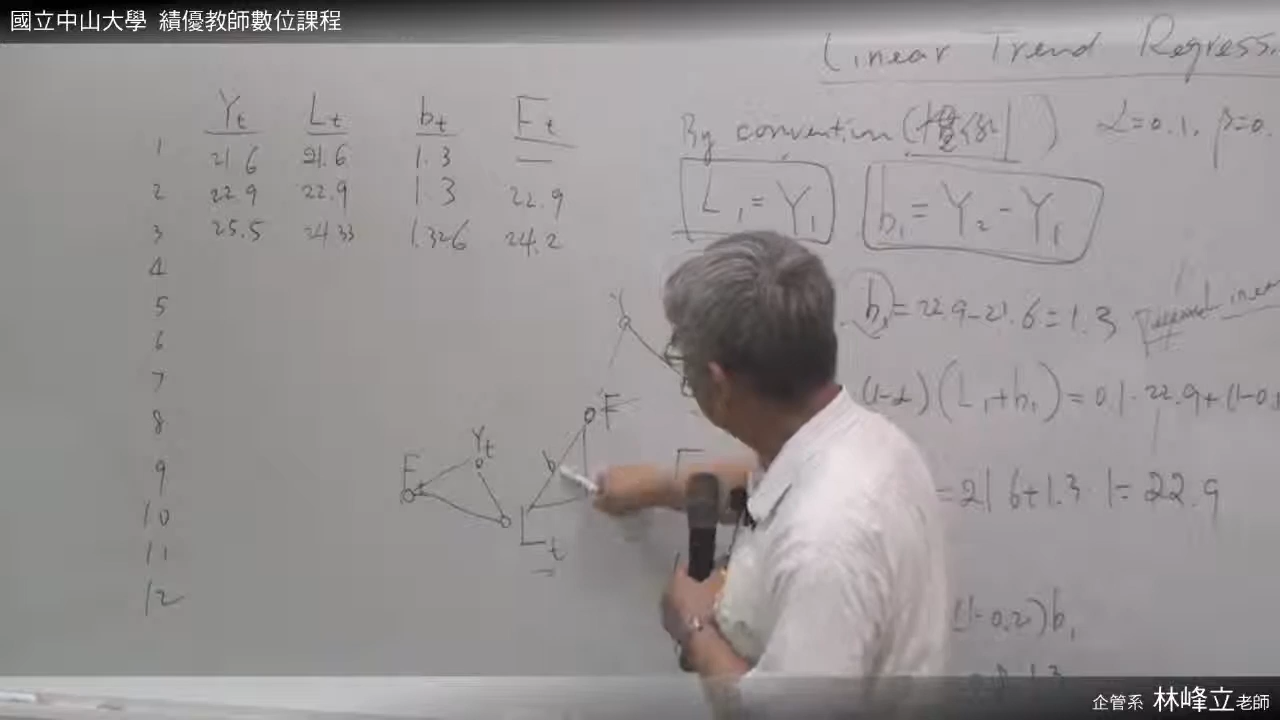 國立中山大學 績優教師數位課程
Linear Trend Regress
Yt Lt bt Ft
By convention (慣例) α=0.1, β=0.
1 21.6 21.6 1.3 —
L1 = Y1 b1 = Y2 - Y1
2 22.9 22.9 1.3 22.9
3 25.5 24.33 1.326 24.2
4
5
b1 = 22.9-21.6 = 1.3
6
7
(1-α)(L1+b1) = 0.1·22.9+(1-0.1
8
F
Yt
b
9
F
=21.6+1.3·1=22.9
10
Lt
11
12
(1-0.2)b1
企管系 林峰立老師